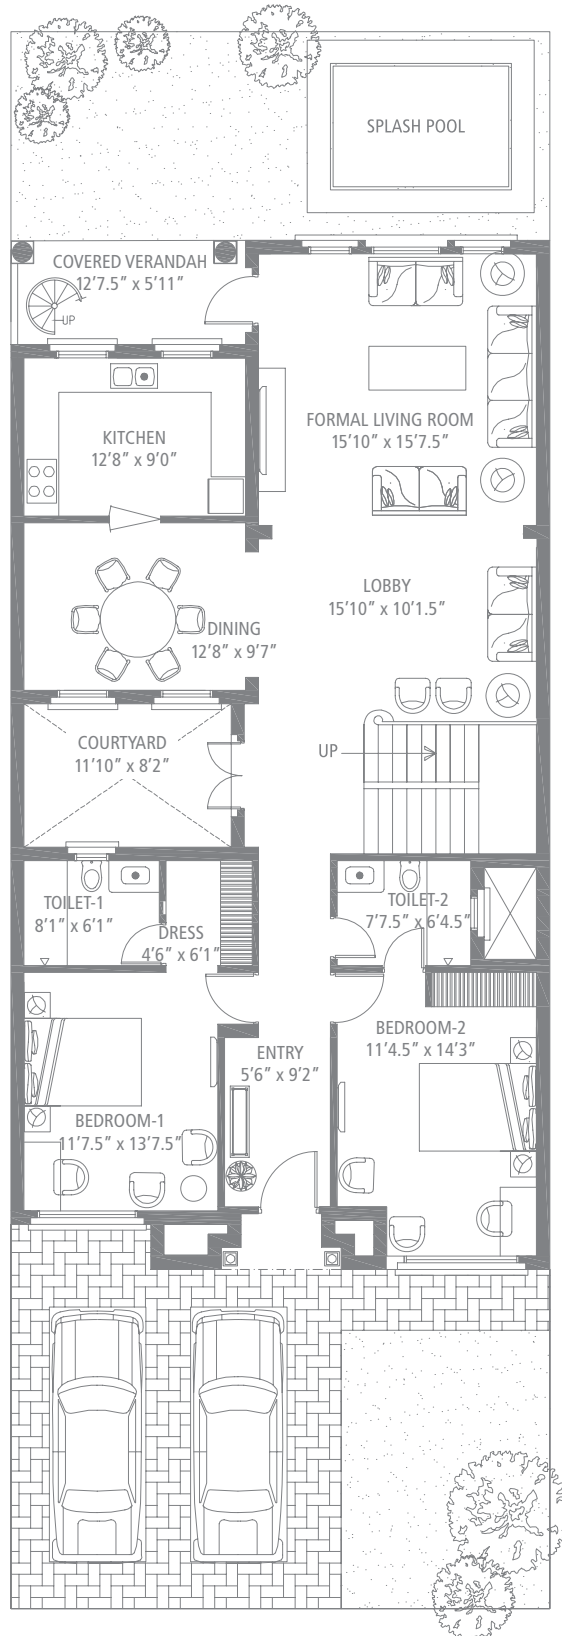 SPLASH POOL
COVERED VERANDAH
12’7.5” x 5’11”
UP
FORMAL LIVING ROOM
15’10” x 15’7.5”
KITCHEN
12’8” x 9’0”
LOBBY
15’10” x 10’1.5”
DINING
12’8” x 9’7”
COURTYARD
11’10” x 8’2”
UP
TOILET-1
8’1” x 6’1”
DRESS
4’6” x 6’1”
TOILET-2
7’7.5” x 6’4.5”
BEDROOM-2
11’4.5” x 14’3”
ENTRY
5’6” x 9’2”
BEDROOM-1
11’7.5” x 13’7.5”